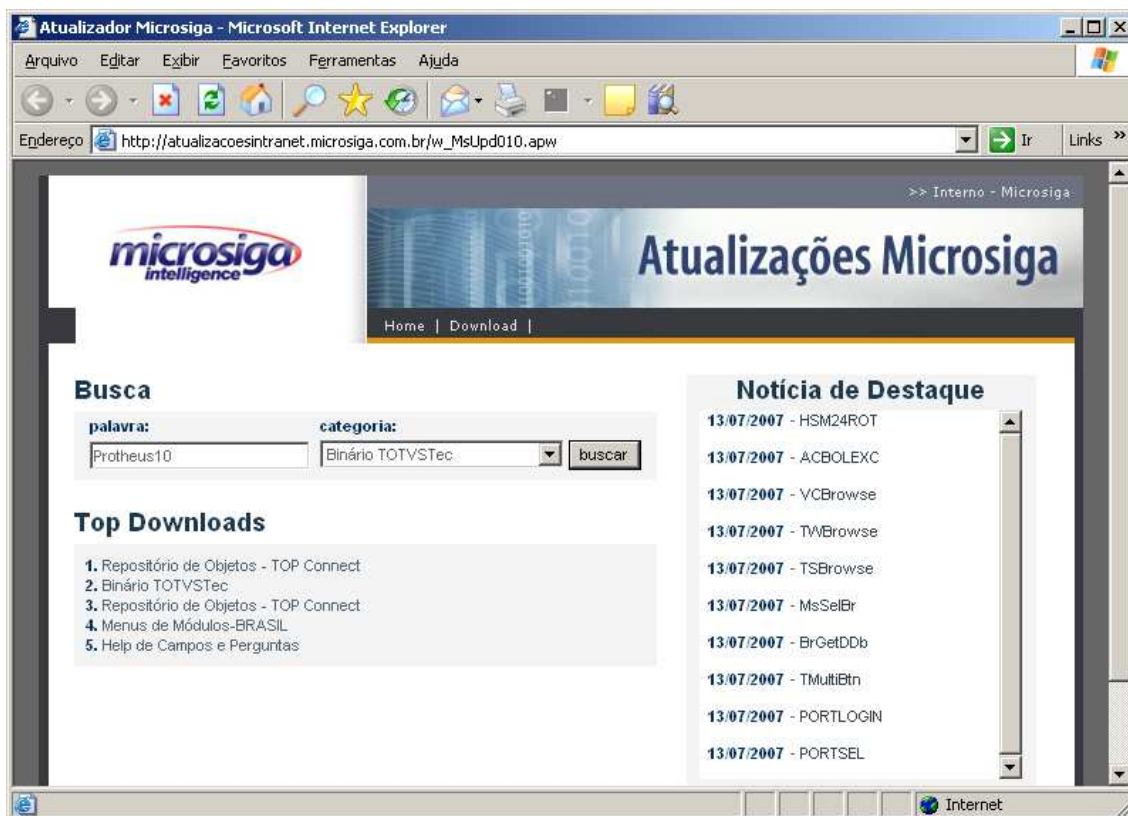 Atualizador Microsiga - Microsoft Internet Explorer
Arquivo Editar Exibir Favoritos Ferramentas Ajuda
Endereço http://atualizacoesintranet.microsiga.com.br/w_MsUpd010.apw Ir Links »
>> Interno - Microsiga
microsiga
intelligence
Atualizações Microsiga
Home | Download |
Busca
palavra: categoria:
Protheus10 Binário TOTVSTec buscar
Top Downloads
1. Repositório de Objetos - TOP Connect
2. Binário TOTVSTec
3. Repositório de Objetos - TOP Connect
4. Menus de Módulos-BRASIL
5. Help de Campos e Perguntas
Notícia de Destaque
13/07/2007 - HSM24ROT
13/07/2007 - ACBOLEXC
13/07/2007 - VCBrowse
13/07/2007 - TWBrowse
13/07/2007 - TSBrowse
13/07/2007 - MsSelBr
13/07/2007 - BrGetDDb
13/07/2007 - TMultiBtn
13/07/2007 - PORTLOGIN
13/07/2007 - PORTSEL
Internet